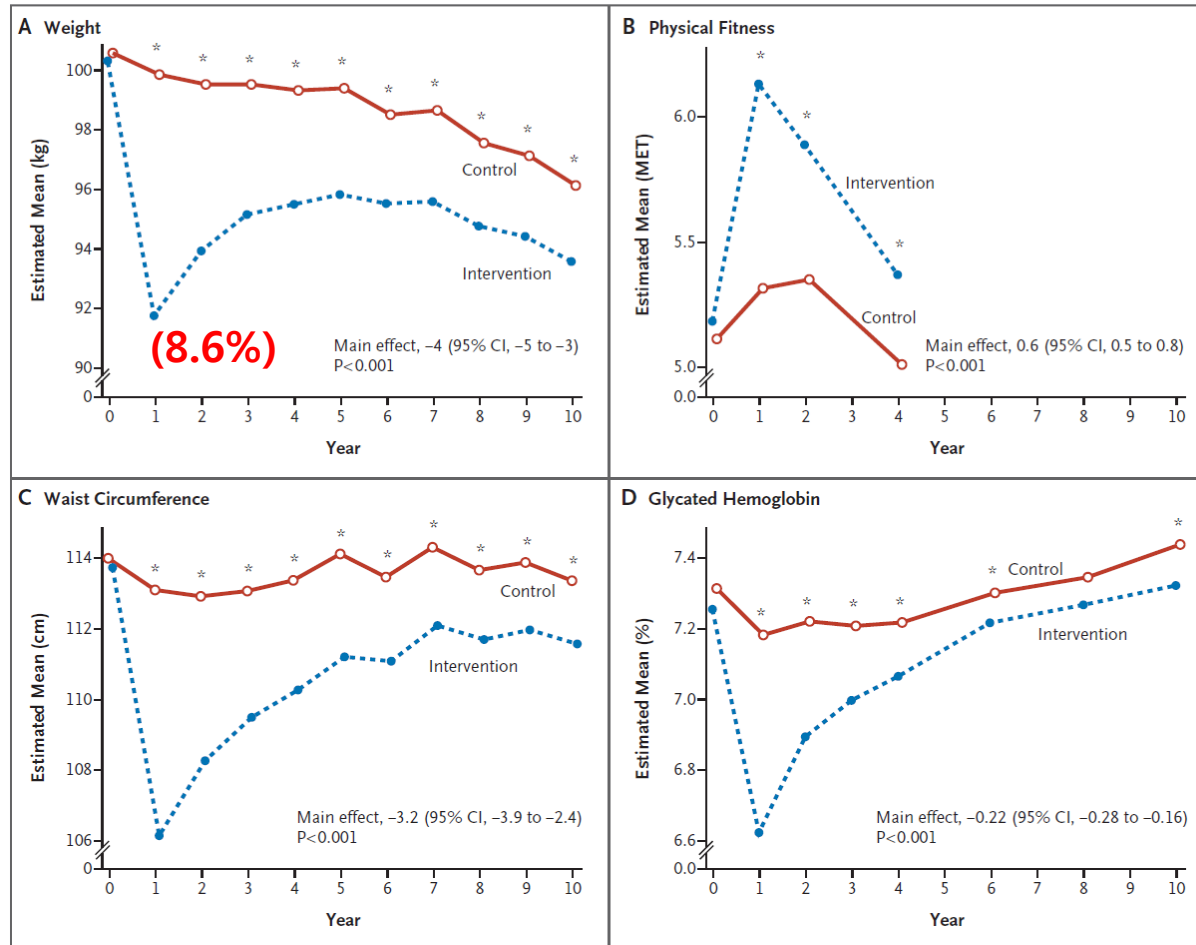 A Weight
Estimated Mean (kg)
100
98
96
94
92
90
0
* * * * * * * * * *
Control
Intervention
(8.6%)
Main effect, −4 (95% CI, −5 to −3)
P<0.001
0 1 2 3 4 5 6 7 8 9 10
Year
B Physical Fitness
Estimated Mean (MET)
6.0
5.5
5.0
0.0
* * *
Intervention
Control
Main effect, 0.6 (95% CI, 0.5 to 0.8)
P<0.001
0 1 2 3 4 5 6 7 8 9 10
Year
C Waist Circumference
Estimated Mean (cm)
114
112
110
108
106
0
* * * * * * * * * *
Control
Intervention
Main effect, −3.2 (95% CI, −3.9 to −2.4)
P<0.001
0 1 2 3 4 5 6 7 8 9 10
Year
D Glycated Hemoglobin
Estimated Mean (%)
7.4
7.2
7.0
6.8
6.6
0.0
* * * * * *
Control
Intervention
Main effect, −0.22 (95% CI, −0.28 to −0.16)
P<0.001
0 1 2 3 4 5 6 7 8 9 10
Year